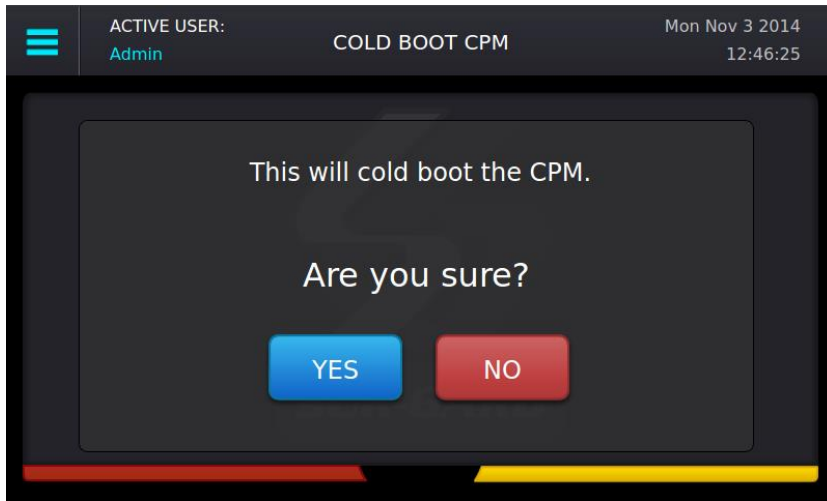 ACTIVE USER:
Admin
COLD BOOT CPM
Mon Nov 3 2014
12:46:25
This will cold boot the CPM.
Are you sure?
YES
NO